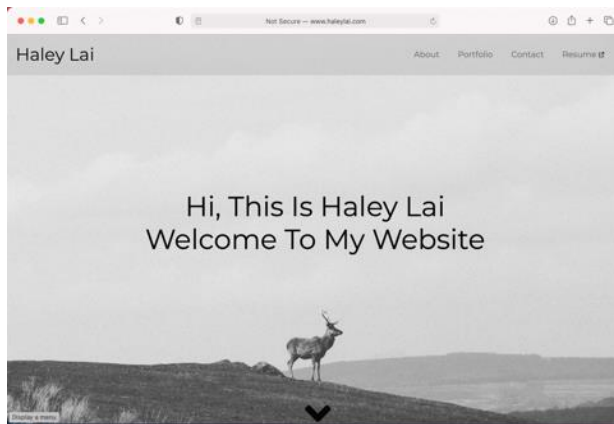 Not Secure — www.haleylai.com
Haley Lai
About Portfolio Contact Resume
Hi, This Is Haley Lai
Welcome To My Website
Display a menu